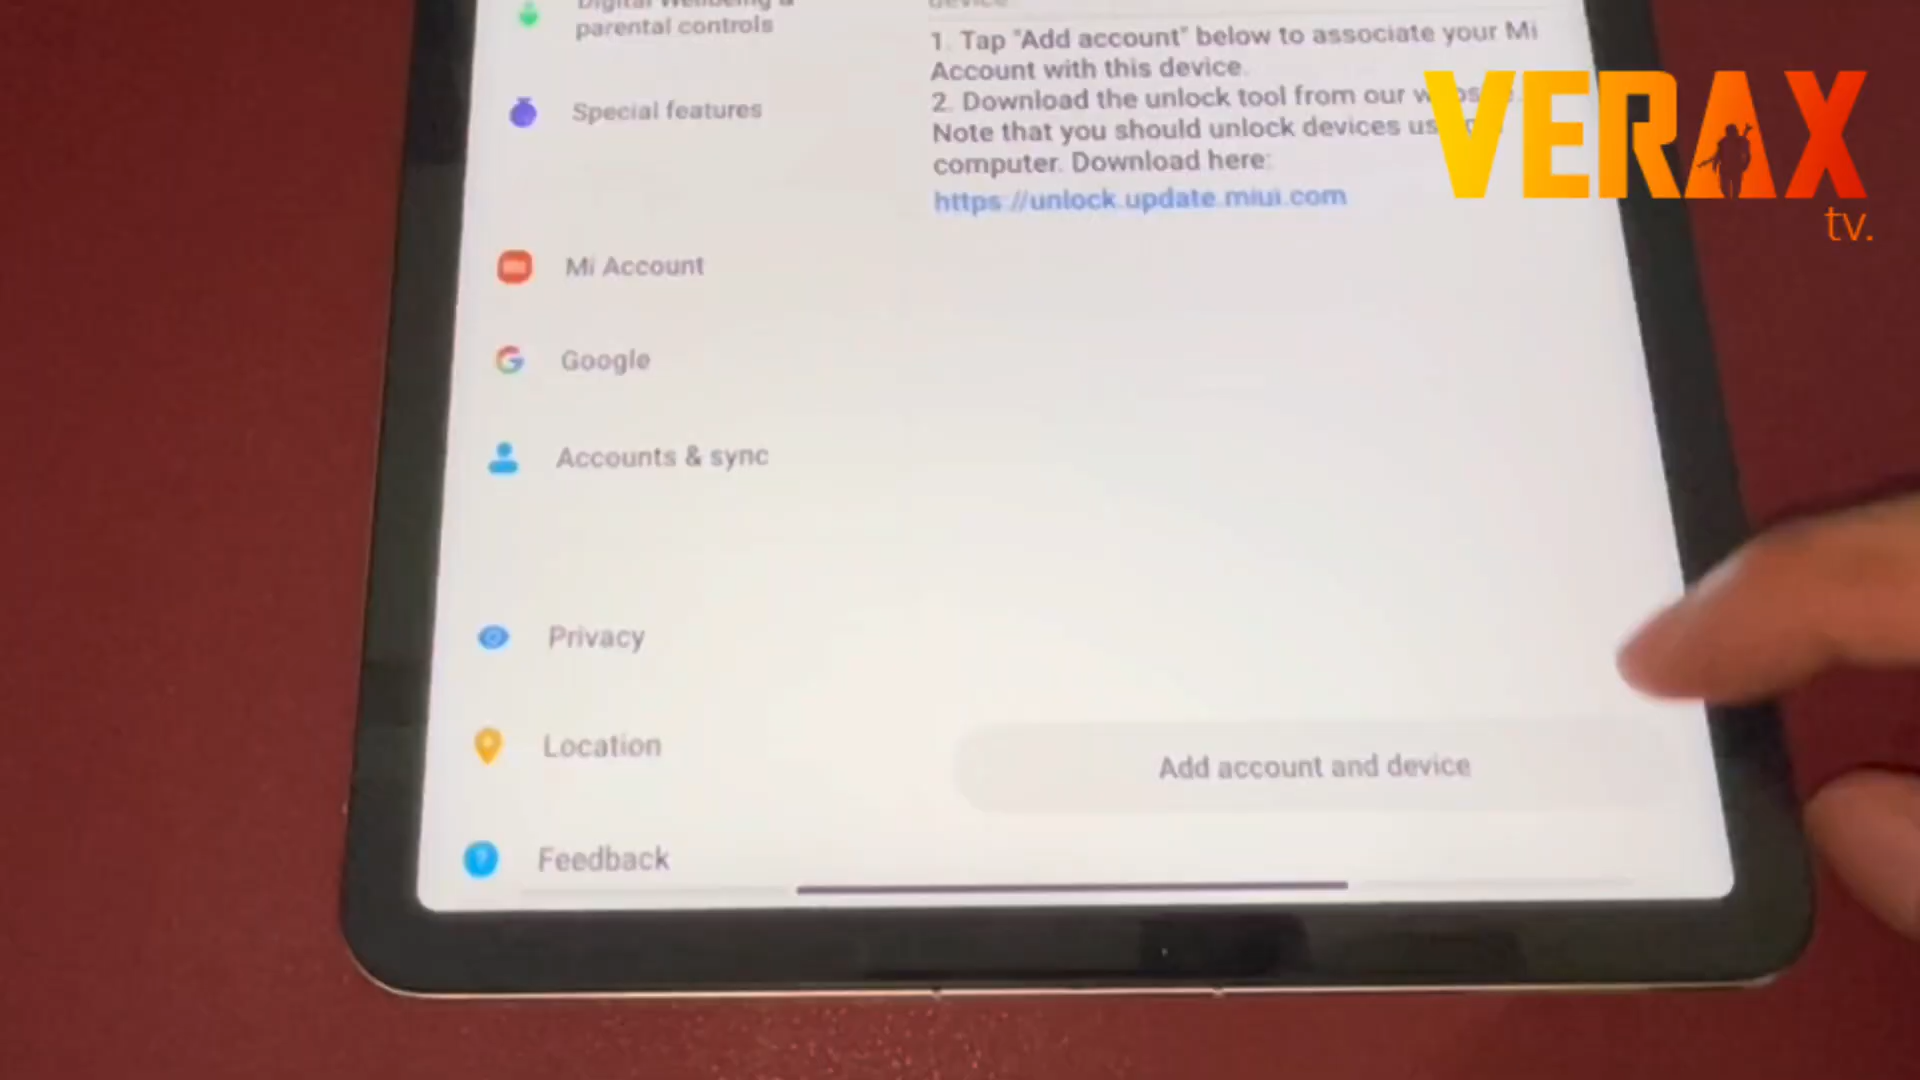 parental controls
Special features
Mi Account
Google
Accounts & sync
Privacy
Location
Feedback
device
1. Tap "Add account" below to associate your Mi
Account with this device.
2. Download the unlock tool from our
Note that you should unlock devices
computer. Download here:
https://unlock.update.miui.com
Add account and device
VERAX
tv.